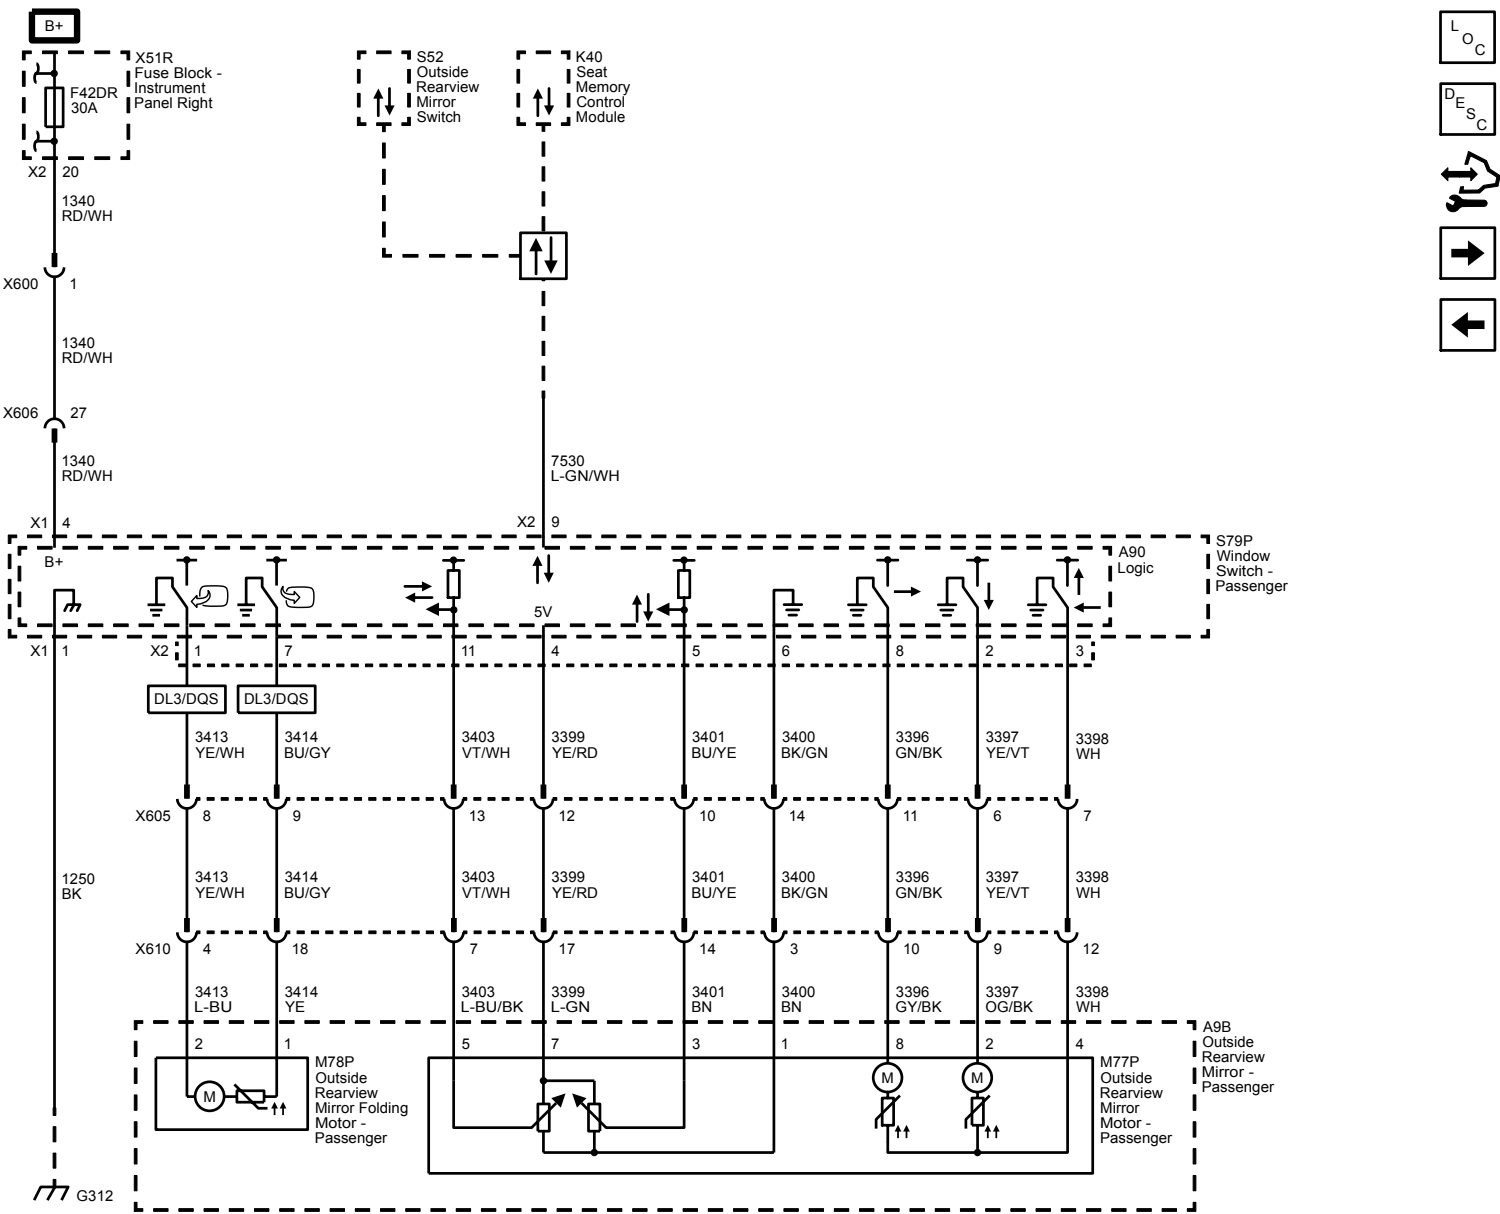 B+
X51R
Fuse Block -
Instrument
Panel Right
F42DR
30A
S52
Outside
Rearview
Mirror
Switch
K40
Seat
Memory
Control
Module
L
O
C
D
E
S
C
X2 20
1340
RD/WH
X600 1
1340
RD/WH
X606 27
1340
RD/WH
7530
L-GN/WH
X1 4
X2 9
B+
5V
A90
Logic
S79P
Window
Switch -
Passenger
X1 1
X2 1 7 11 4 5 6 8 2 3
DL3/DQS DL3/DQS
3413 3414 3403 3399 3401 3400 3396 3397 3398
YE/WH BU/GY VT/WH YE/RD BU/YE BK/GN GN/BK YE/VT WH
X605 8 9 13 12 10 14 11 6 7
1250
BK
3413 3414 3403 3399 3401 3400 3396 3397 3398
YE/WH BU/GY VT/WH YE/RD BU/YE BK/GN GN/BK YE/VT WH
X610 4 18 7 17 14 3 10 9 12
3413 3414 3403 3399 3401 3400 3396 3397 3398
L-BU YE L-BU/BK L-GN BN BN GY/BK OG/BK WH
A9B
Outside
Rearview
Mirror -
Passenger
2 1 5 7 3 1 8 2 4
M
M78P
Outside
Rearview
Mirror Folding
Motor -
Passenger
M M
M77P
Outside
Rearview
Mirror
Motor -
Passenger
G312